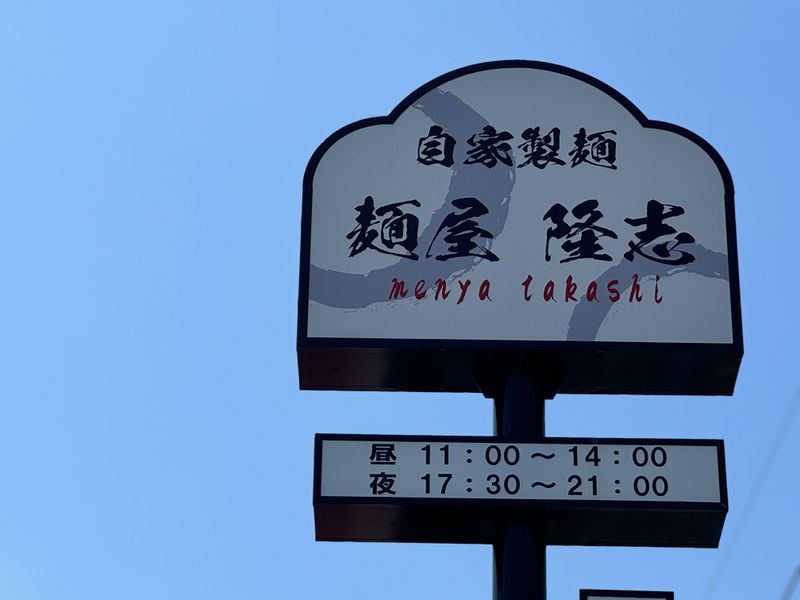 自家製麺
麺屋 隆志
menya takashi
昼 11：00～14：00
夜 17：30～21：00